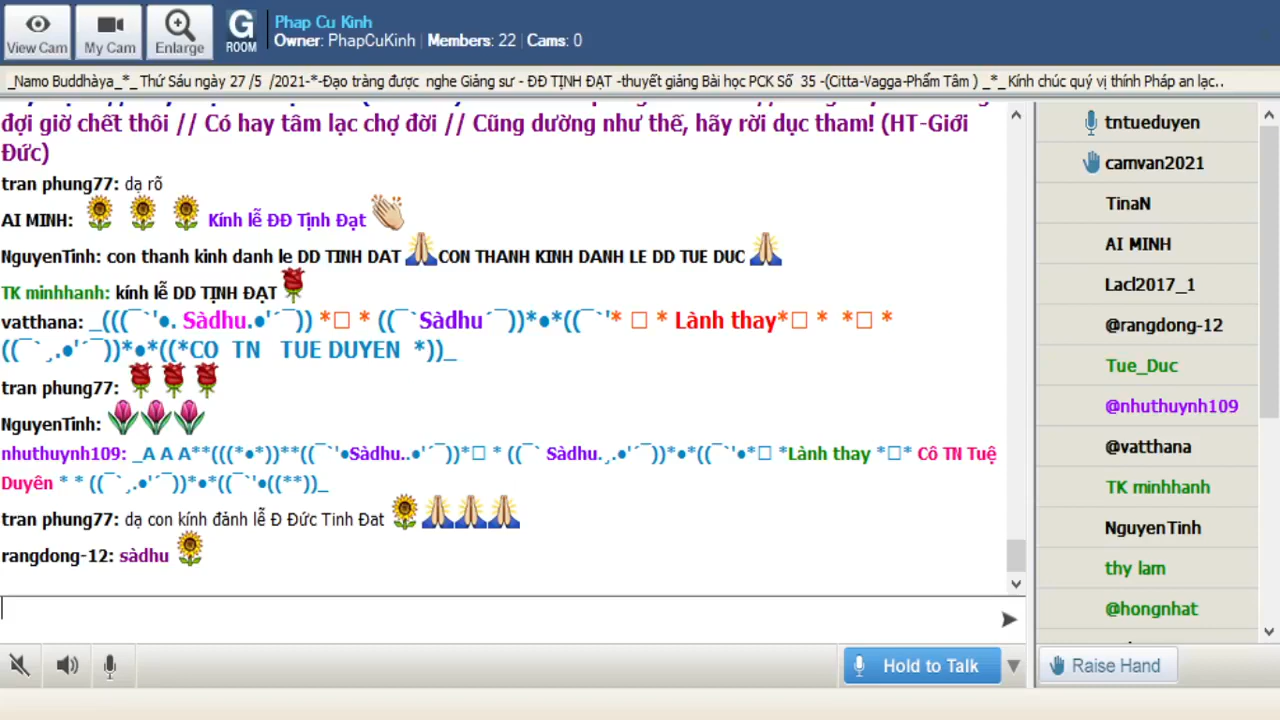 View Cam
My Cam
Enlarge
G
ROOM
Phap Cu Kinh
Owner: PhapCuKinh | Members: 22 | Cams: 0
_Namo Buddhàya_*_ Thứ Sáu ngày 27 /5 /2021-*-Đạo tràng được nghe Giảng sư - ĐĐ TỊNH ĐẠT -thuyết giảng Bài học PCK Số 35 -(Citta-Vagga-Phẩm Tâm ) _*_ Kính chúc quý vị thính Pháp an lạc..
đợi giờ chết thôi // Có hay tâm lạc chợ đời // Cũng dường như thế, hãy rời dục tham! (HT-Giới
Đức)
tran phung77: dạ rõ
AI MINH: Kính lễ ĐĐ Tịnh Đạt
NguyenTinh: con thanh kinh danh le DD TINH DAT CON THANH KINH DANH LE DD TUE DUC
TK minhhanh: kính lễ DD TỊNH ĐẠT
vatthana: _(((¯`'●. Sàdhu.●'´¯)) *□ * ((¯`Sàdhu´¯))*●*((¯`'* □ * Lành thay*□ * *□ *
((¯`¸.●'´¯))*●*((*CO TN TUE DUYEN *))_
tran phung77:
NguyenTinh:
nhuthuynh109: _A A A**(((*●*))**((¯`'●Sàdhu..●'´¯))*□ * ((¯` Sàdhu.¸.●'´¯))*●*((¯`'●*□ *Lành thay *□* Cô TN Tuệ
Duyên * * ((¯`¸.●'´¯))*●*((¯`'●((**))_
tran phung77: dạ con kính đảnh lễ Đ Đức Tinh Đat
rangdong-12: sàdhu
Hold to Talk
tntueduyen
camvan2021
TinaN
AI MINH
Lacl2017_1
@rangdong-12
Tue_Duc
@nhuthuynh109
@vatthana
TK minhhanh
NguyenTinh
thy lam
@hongnhat
Raise Hand